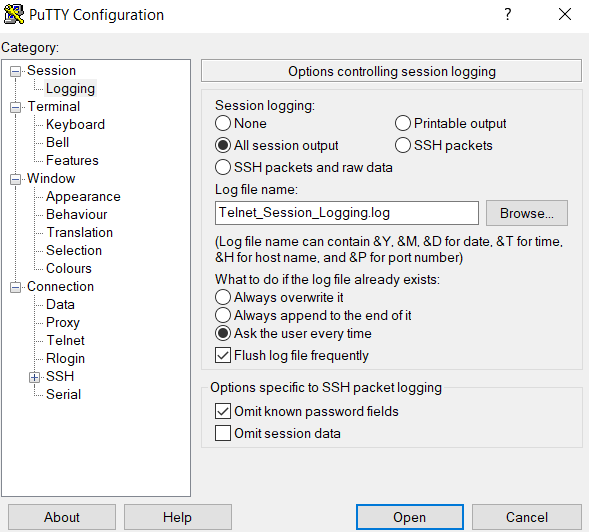 PuTTY Configuration
Category:
Session
Logging
Terminal
Keyboard
Bell
Features
Window
Appearance
Behaviour
Translation
Selection
Colours
Connection
Data
Proxy
Telnet
Rlogin
SSH
Serial
Options controlling session logging
Session logging:
None
Printable output
All session output
SSH packets
SSH packets and raw data
Log file name:
Telnet_Session_Logging.log
Browse...
(Log file name can contain &Y, &M, &D for date, &T for time,
&H for host name, and &P for port number)
What to do if the log file already exists:
Always overwrite it
Always append to the end of it
Ask the user every time
Flush log file frequently
Options specific to SSH packet logging
Omit known password fields
Omit session data
About
Help
Open
Cancel